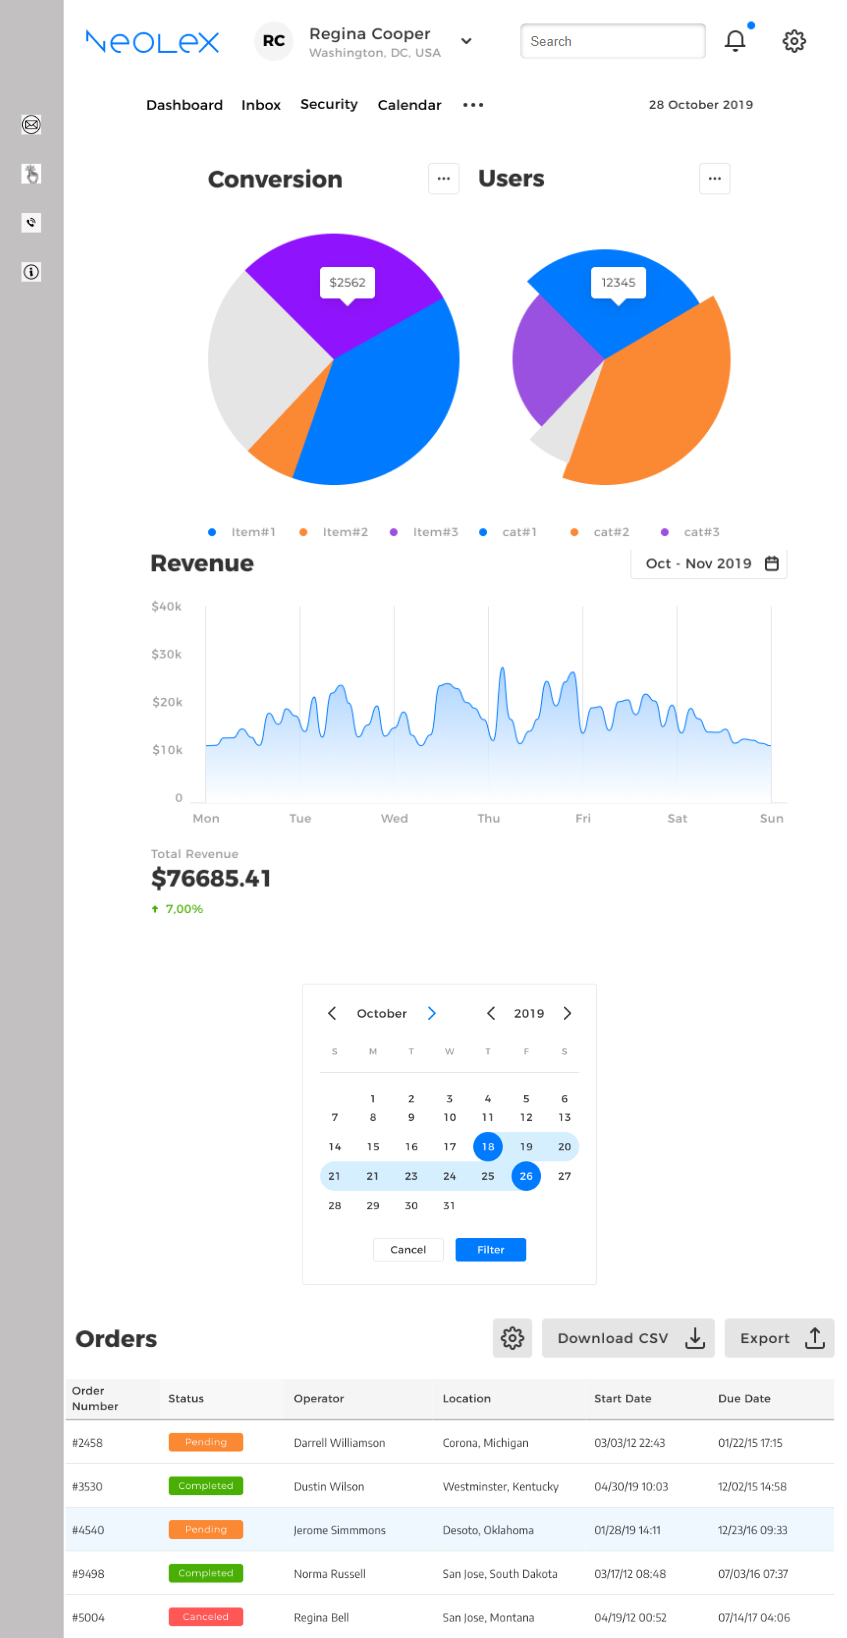 NeoLex
RC
Regina Cooper
Washington, DC, USA
Search
Dashboard Inbox Security Calendar •••
28 October 2019
Conversion ...
Users ...
$2562
12345
Item#1 Item#2 Item#3 cat#1 cat#2 cat#3
Revenue
Oct - Nov 2019
$40k
$30k
$20k
$10k
0
Mon Tue Wed Thu Fri Sat Sun
Total Revenue
$76685.41
7,00%
October 2019
S M T W T F S
1 2 3 4 5 6
7 8 9 10 11 12 13
14 15 16 17 18 19 20
21 21 23 24 25 26 27
28 29 30 31
Cancel Filter
Orders
Download CSV Export
Order Number Status Operator Location Start Date Due Date
#2458 Pending Darrell Williamson Corona, Michigan 03/03/12 22:43 01/22/15 17:15
#3530 Completed Dustin Wilson Westminster, Kentucky 04/30/19 10:03 12/02/15 14:58
#4540 Pending Jerome Simmmons Desoto, Oklahoma 01/28/19 14:11 12/23/16 09:33
#9498 Completed Norma Russell San Jose, South Dakota 03/17/12 08:48 07/03/16 07:37
#5004 Canceled Regina Bell San Jose, Montana 04/19/12 00:52 07/14/17 04:06